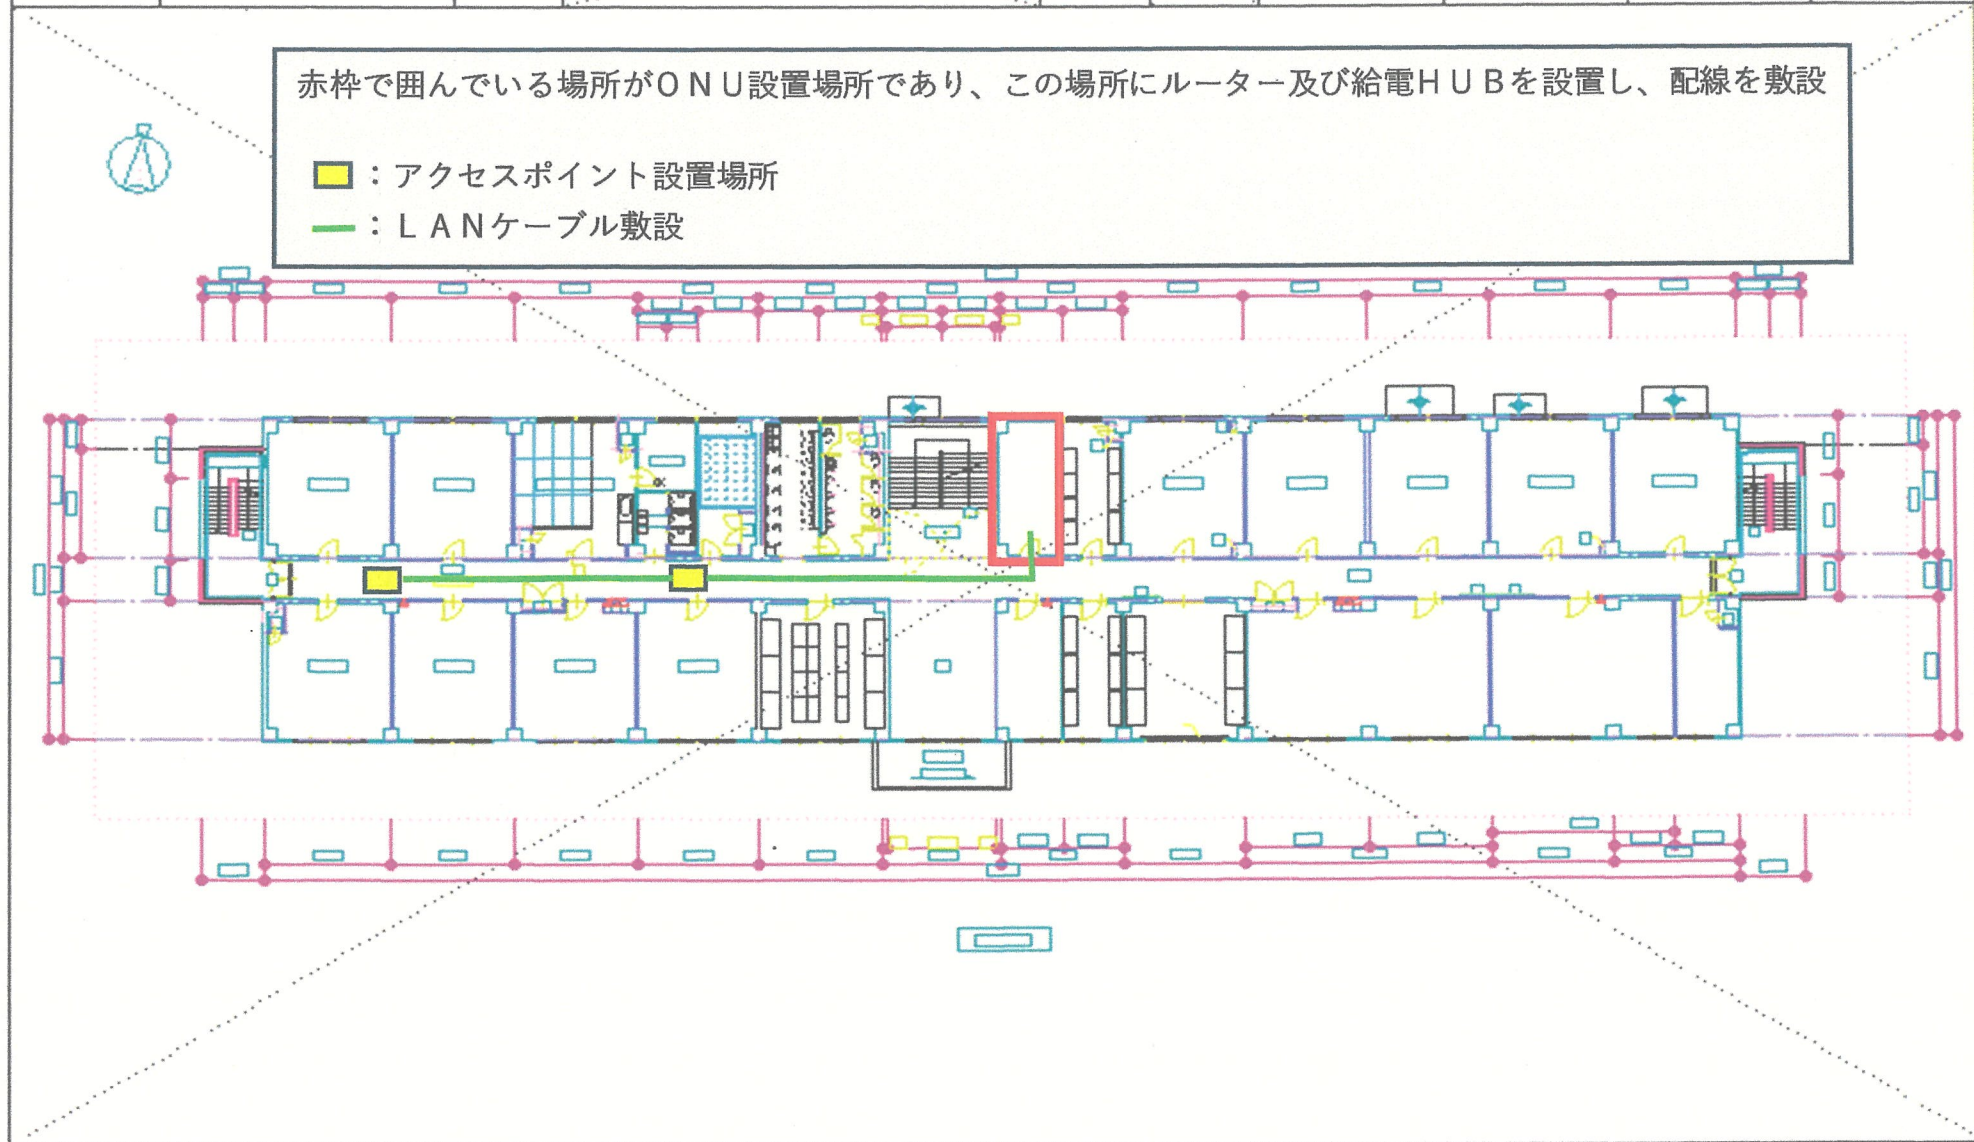 赤枠で囲んでいる場所がＯＮＵ設置場所であり、この場所にルーター及び給電ＨＵＢを設置し、配線を敷設
：アクセスポイント設置場所
：ＬＡＮケーブル敷設